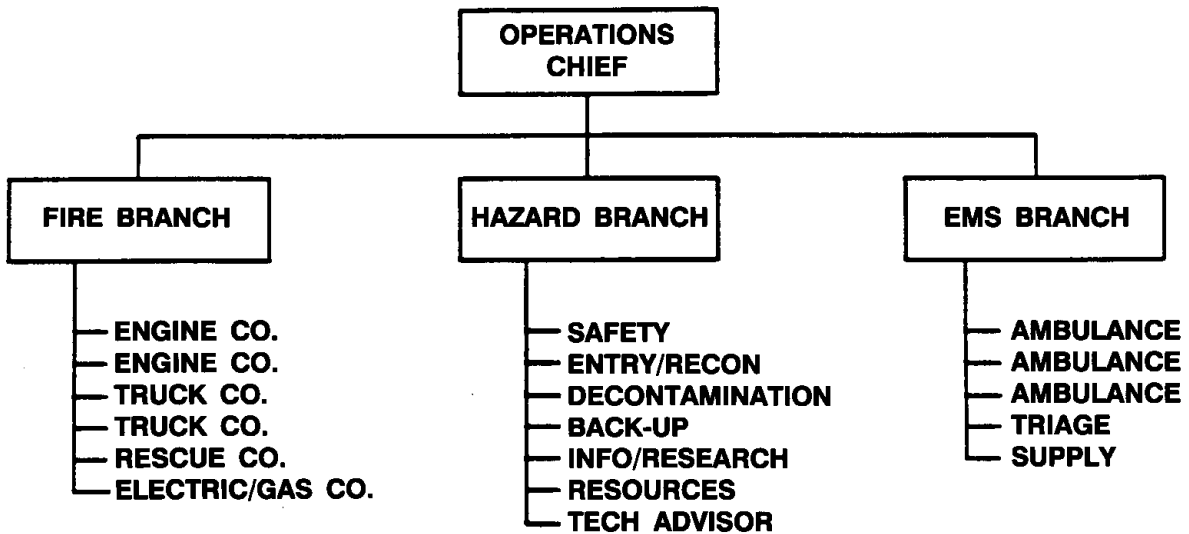 OPERATIONS
CHIEF
FIRE BRANCH
HAZARD BRANCH
EMS BRANCH
ENGINE CO.
ENGINE CO.
TRUCK CO.
TRUCK CO.
RESCUE CO.
ELECTRIC/GAS CO.
SAFETY
ENTRY/RECON
DECONTAMINATION
BACK-UP
INFO/RESEARCH
RESOURCES
TECH ADVISOR
AMBULANCE
AMBULANCE
AMBULANCE
TRIAGE
SUPPLY